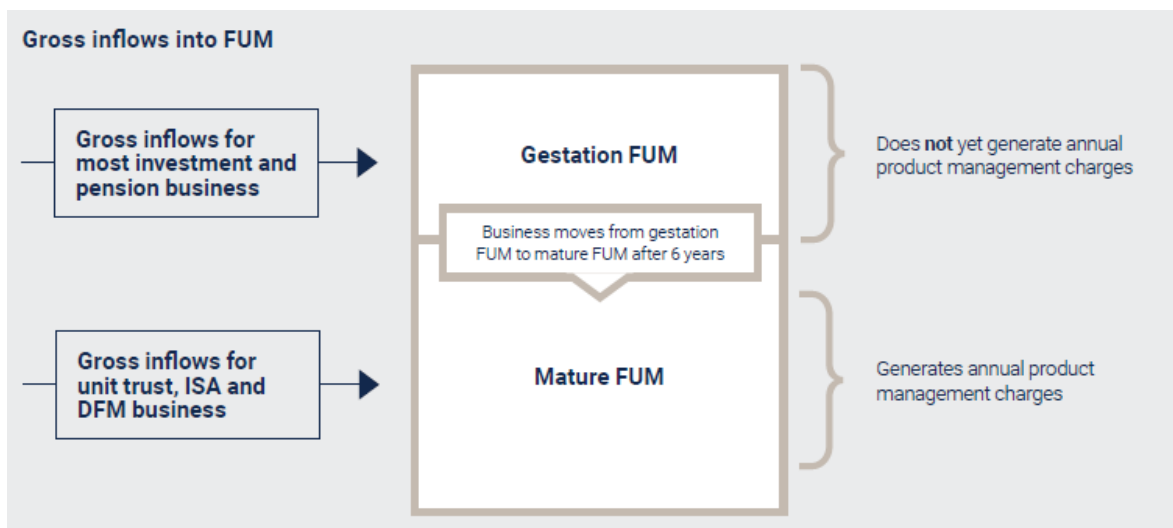 Gross inflows into FUM
Gross inflows for
most investment and
pension business
Gestation FUM
Does not yet generate annual
product management charges
Business moves from gestation
FUM to mature FUM after 6 years
Gross inflows for
unit trust, ISA and
DFM business
Mature FUM
Generates annual product
management charges